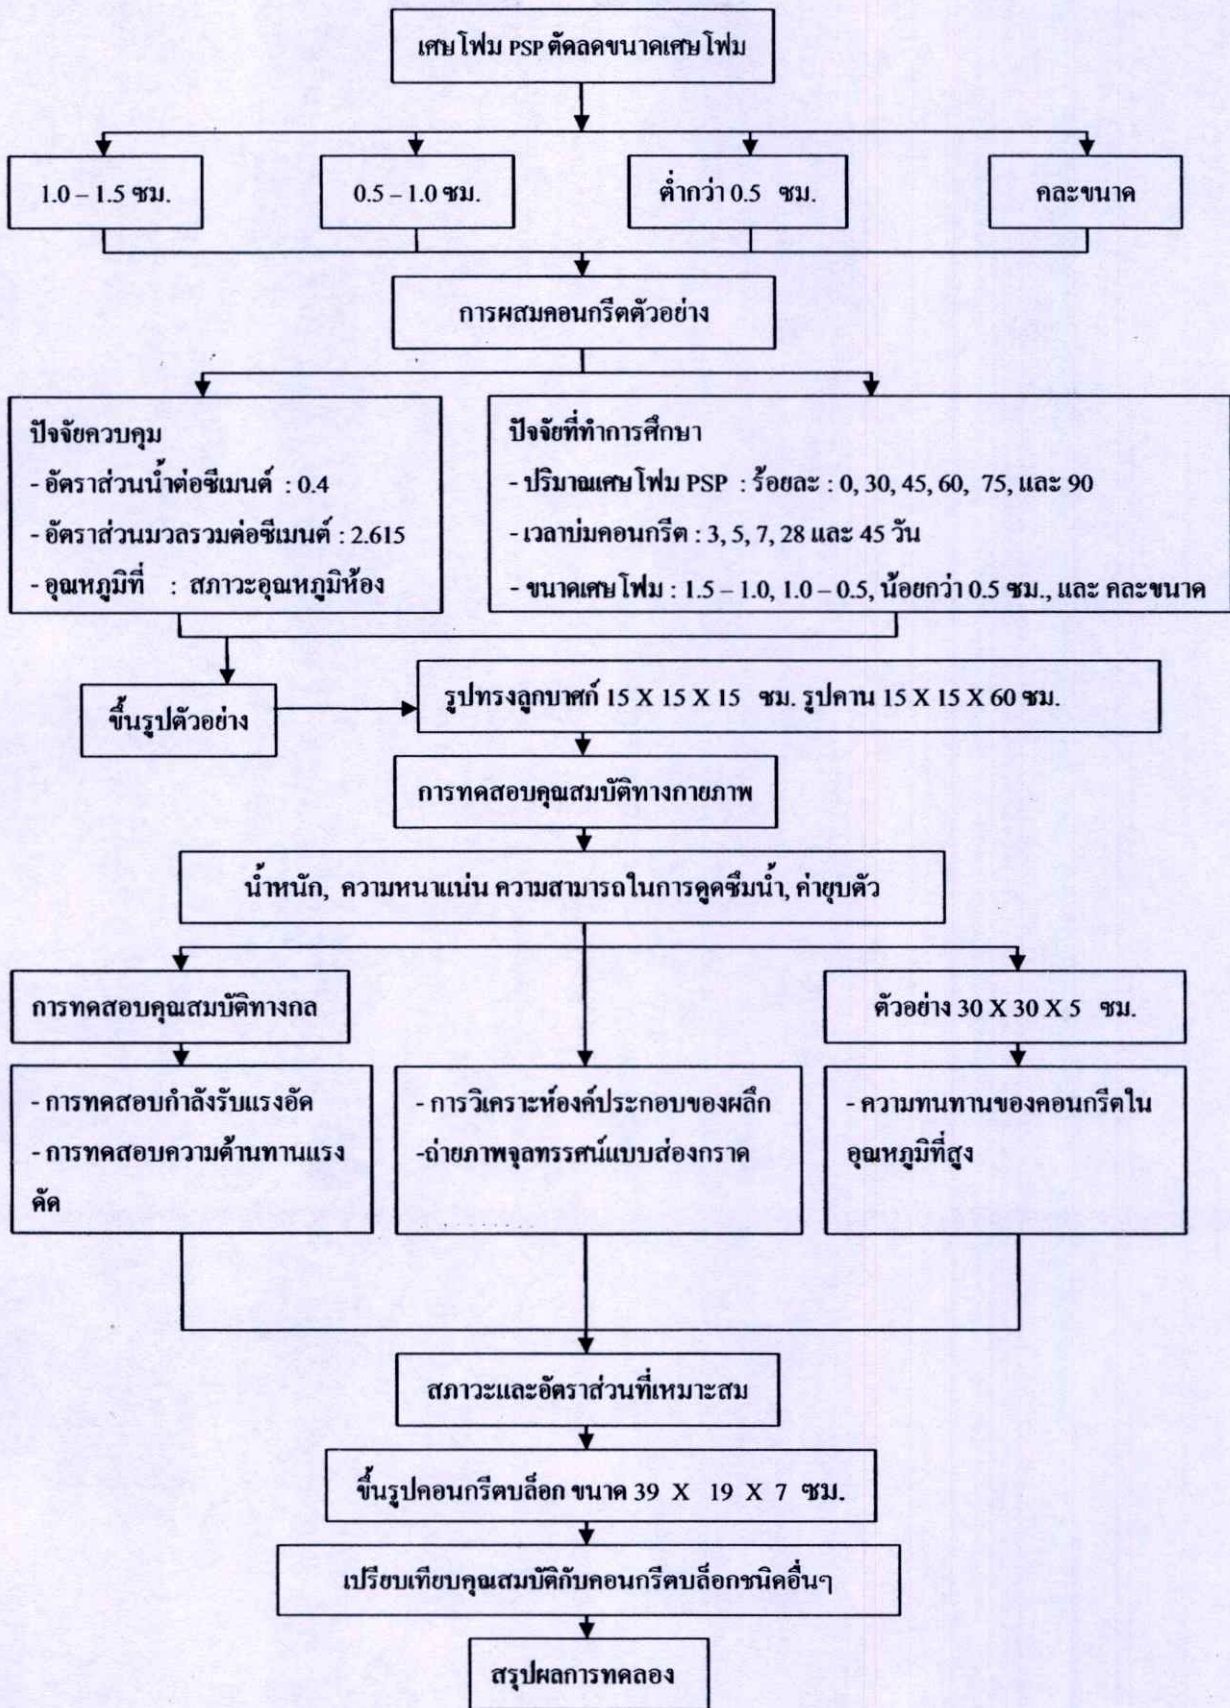 เศษโฟม PSP ตัดลดขนาดเศษโฟม
1.0 – 1.5 ซม.
0.5 – 1.0 ซม.
ต่ำกว่า 0.5 ซม.
คละขนาด
การผสมคอนกรีตตัวอย่าง
ปัจจัยควบคุม
- อัตราส่วนน้ำต่อซีเมนต์ : 0.4
- อัตราส่วนมวลรวมต่อซีเมนต์ : 2.615
- อุณหภูมิที่ : สภาวะอุณหภูมิห้อง
ปัจจัยที่ทำการศึกษา
- ปริมาณเศษโฟม PSP : ร้อยละ : 0, 30, 45, 60, 75, และ 90
- เวลาบ่มคอนกรีต : 3, 5, 7, 28 และ 45 วัน
- ขนาดเศษโฟม : 1.5 – 1.0, 1.0 – 0.5, น้อยกว่า 0.5 ซม., และ คละขนาด
ขึ้นรูปตัวอย่าง
รูปทรงลูกบาศก์ 15 X 15 X 15 ซม. รูปคาน 15 X 15 X 60 ซม.
การทดสอบคุณสมบัติทางกายภาพ
น้ำหนัก, ความหนาแน่น ความสามารถในการดูดซึมน้ำ, ค่ายุบตัว
การทดสอบคุณสมบัติทางกล
ตัวอย่าง 30 X 30 X 5 ซม.
- การทดสอบกำลังรับแรงอัด
- การทดสอบความต้านทานแรง
ดัด
- การวิเคราะห์องค์ประกอบของผลึก
-ถ่ายภาพจุลทรรศน์แบบส่องกราด
- ความทนทานของคอนกรีตใน
อุณหภูมิที่สูง
สภาวะและอัตราส่วนที่เหมาะสม
ขึ้นรูปคอนกรีตบล็อก ขนาด 39 X 19 X 7 ซม.
เปรียบเทียบคุณสมบัติกับคอนกรีตบล็อกชนิดอื่นๆ
สรุปผลการทดลอง